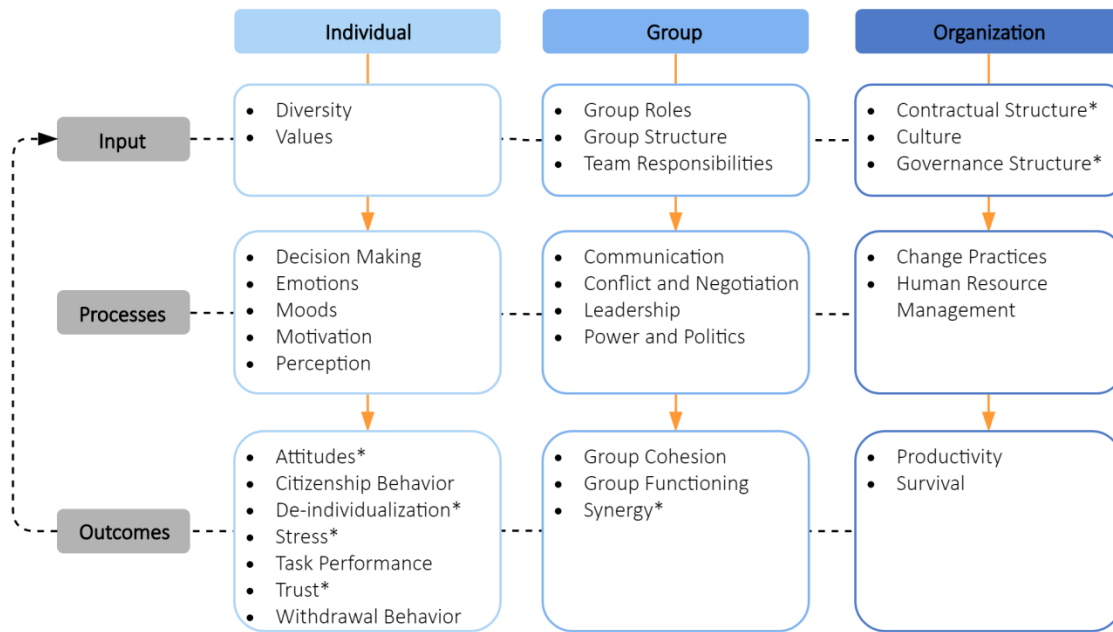 Individual
Group
Organization
Input
• Diversity
• Values
• Group Roles
• Group Structure
• Team Responsibilities
• Contractual Structure*
• Culture
• Governance Structure*
Processes
• Decision Making
• Emotions
• Moods
• Motivation
• Perception
• Communication
• Conflict and Negotiation
• Leadership
• Power and Politics
• Change Practices
• Human Resource
Management
Outcomes
• Attitudes*
• Citizenship Behavior
• De-individualization*
• Stress*
• Task Performance
• Trust*
• Withdrawal Behavior
• Group Cohesion
• Group Functioning
• Synergy*
• Productivity
• Survival